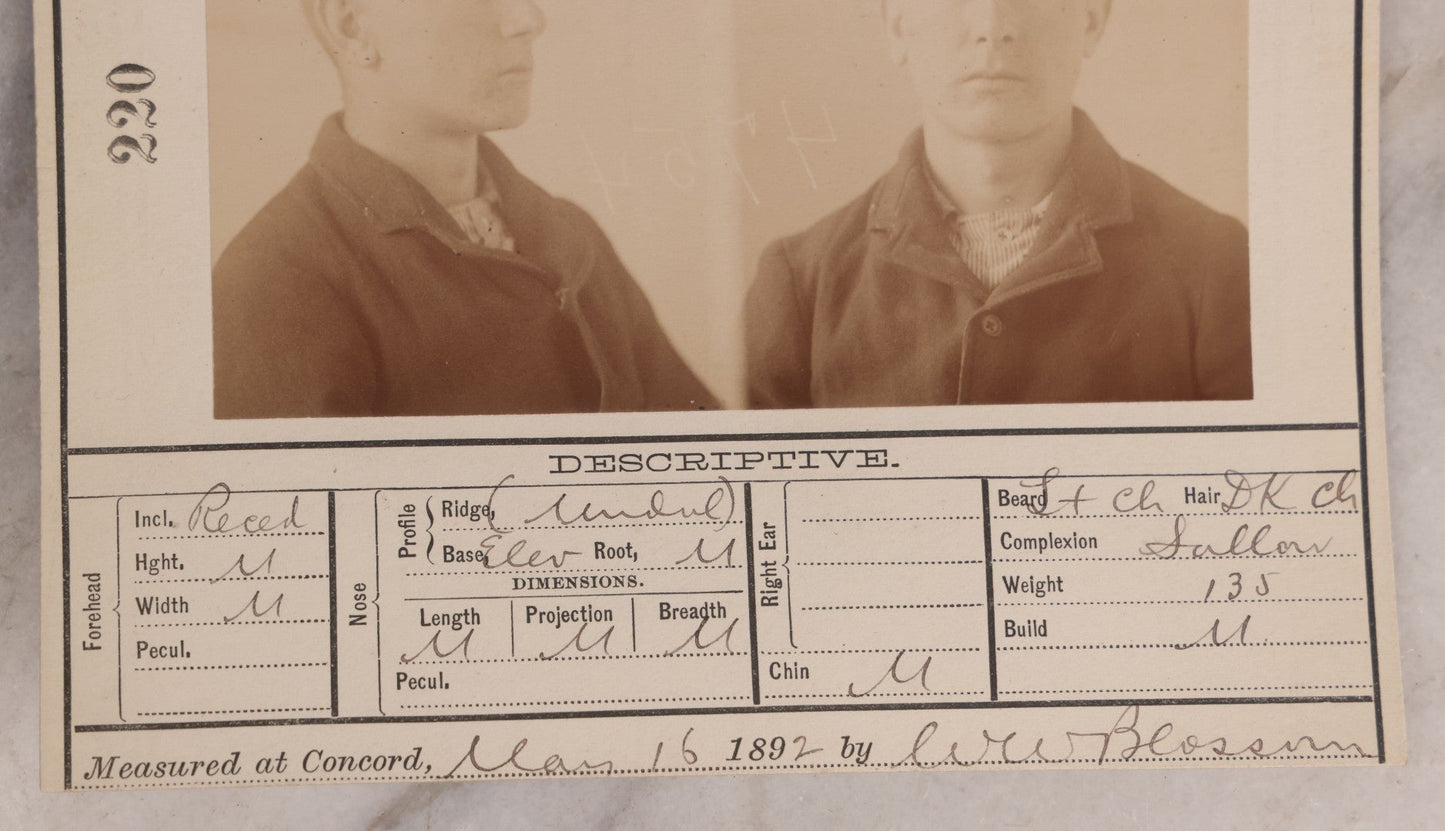 220
4754
DESCRIPTIVE.
Forehead
Incl. Reced
Hght. M
Width M
Pecul.
Nose
Profile
Ridge, (Undul)
Base, Elev Root, M
DIMENSIONS.
Length Projection Breadth
M M M
Pecul.
Right Ear
Chin M
Beard Lt Ch Hair, DK Ch
Complexion Sallow
Weight 135
Build M.
Measured at Concord, 16 1892 by Blossom